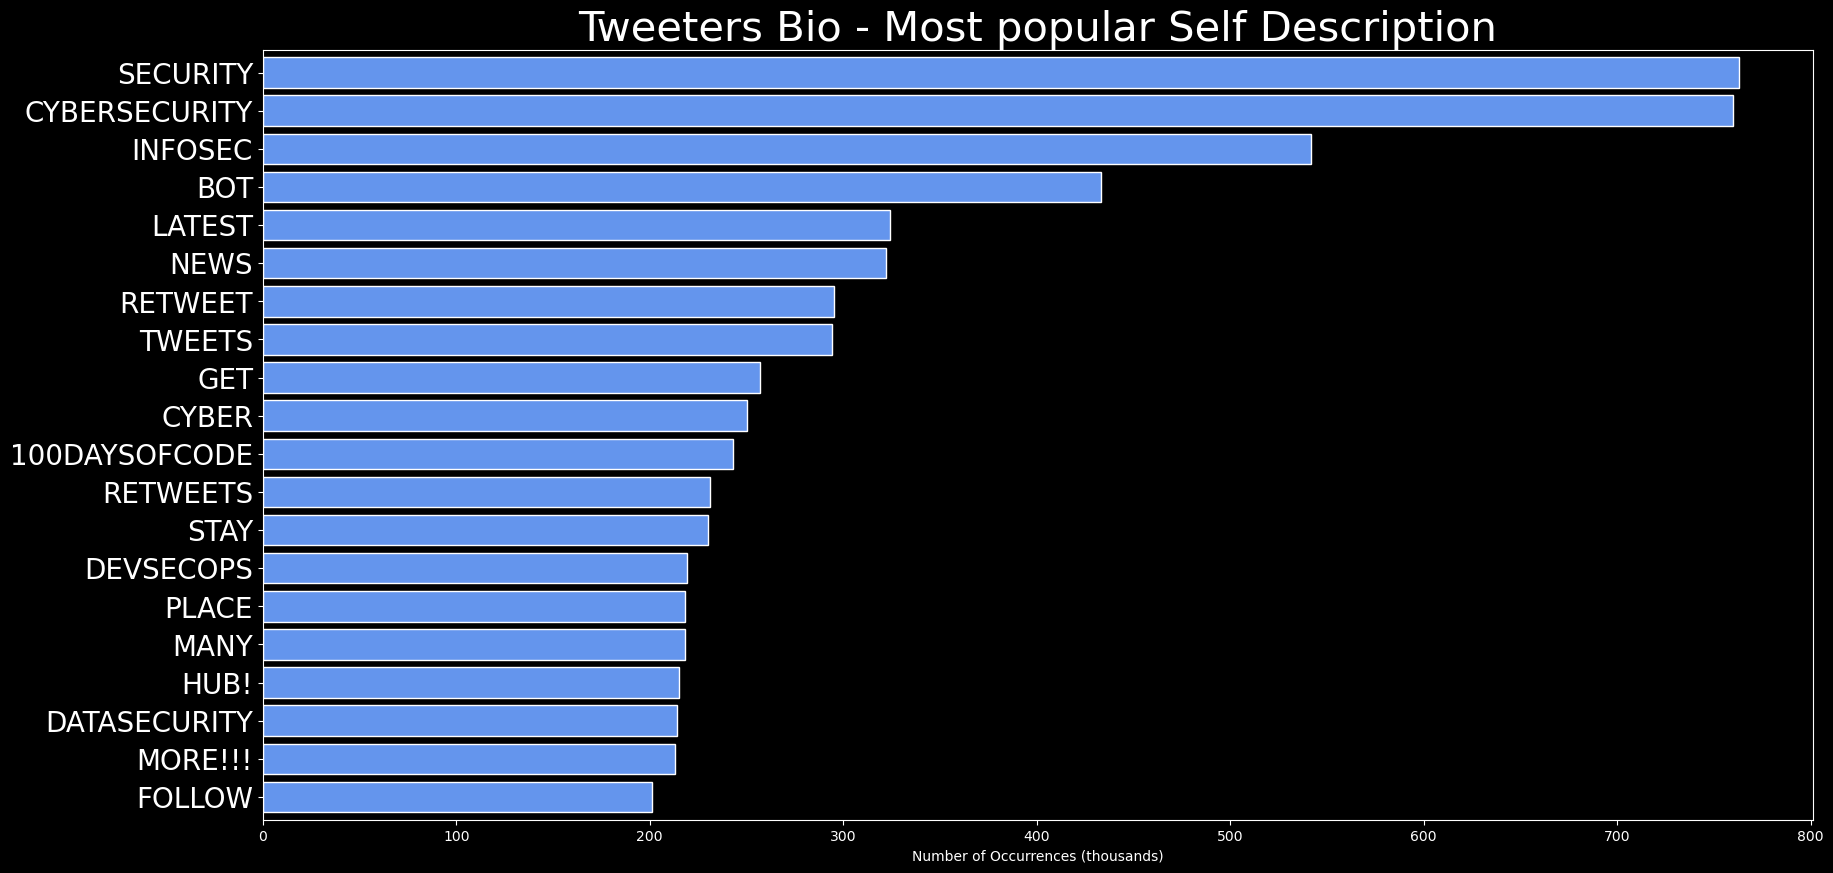 Tweeters Bio - Most popular Self Description
SECURITY
CYBERSECURITY
INFOSEC
BOT
LATEST
NEWS
RETWEET
TWEETS
GET
CYBER
100DAYSOFCODE
RETWEETS
STAY
DEVSECOPS
PLACE
MANY
HUB!
DATASECURITY
MORE!!!
FOLLOW
0 100 200 300 400 500 600 700 800
Number of Occurrences (thousands)